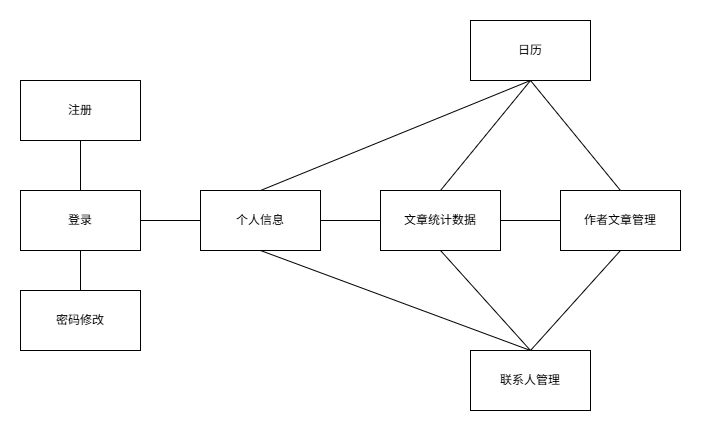 日历
注册
登录
个人信息
文章统计数据
作者文章管理
密码修改
联系人管理